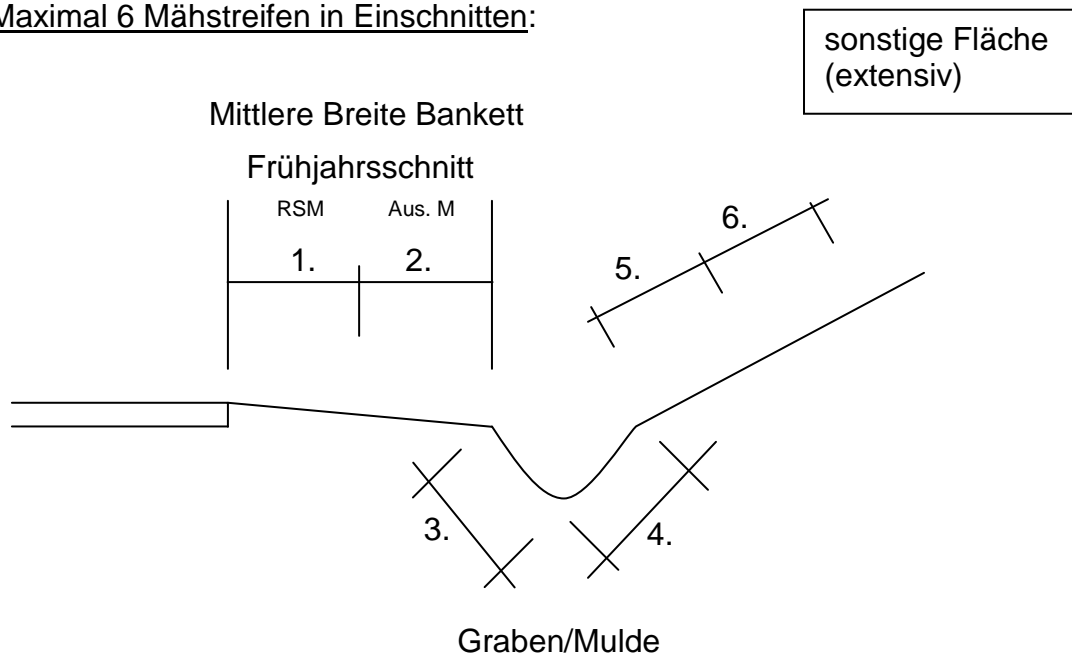 Maximal 6 Mähstreifen in Einschnitten:
sonstige Fläche
(extensiv)
Mittlere Breite Bankett
Frühjahrsschnitt
RSM Aus. M
1. 2.
6.
5.
3.
4.
Graben/Mulde